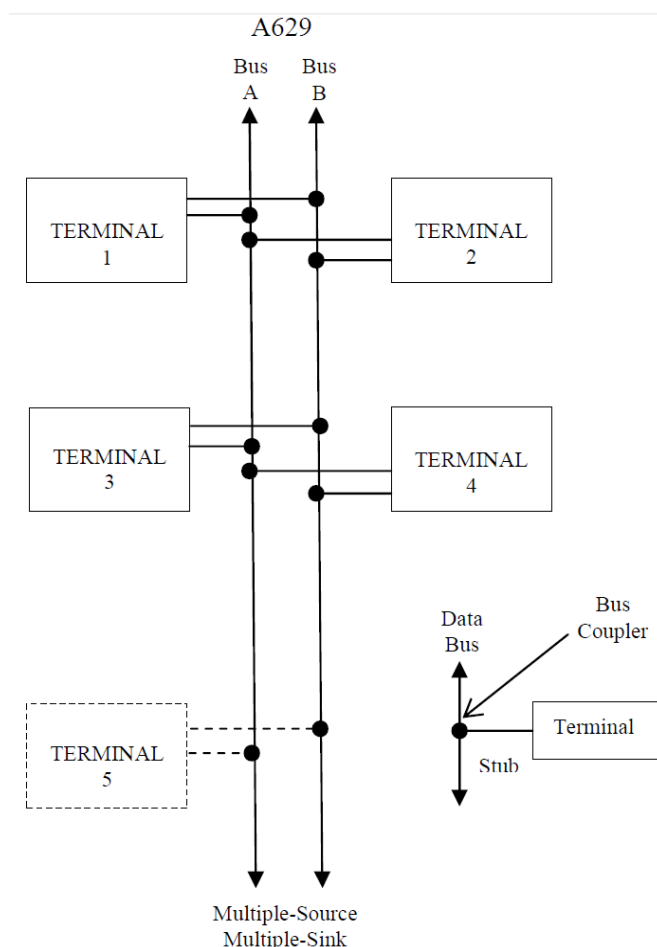 A629
Bus
A
Bus
B
TERMINAL
1
TERMINAL
2
TERMINAL
3
TERMINAL
4
Data
Bus
Bus
Coupler
Terminal
Stub
TERMINAL
5
Multiple-Source
Multiple-Sink